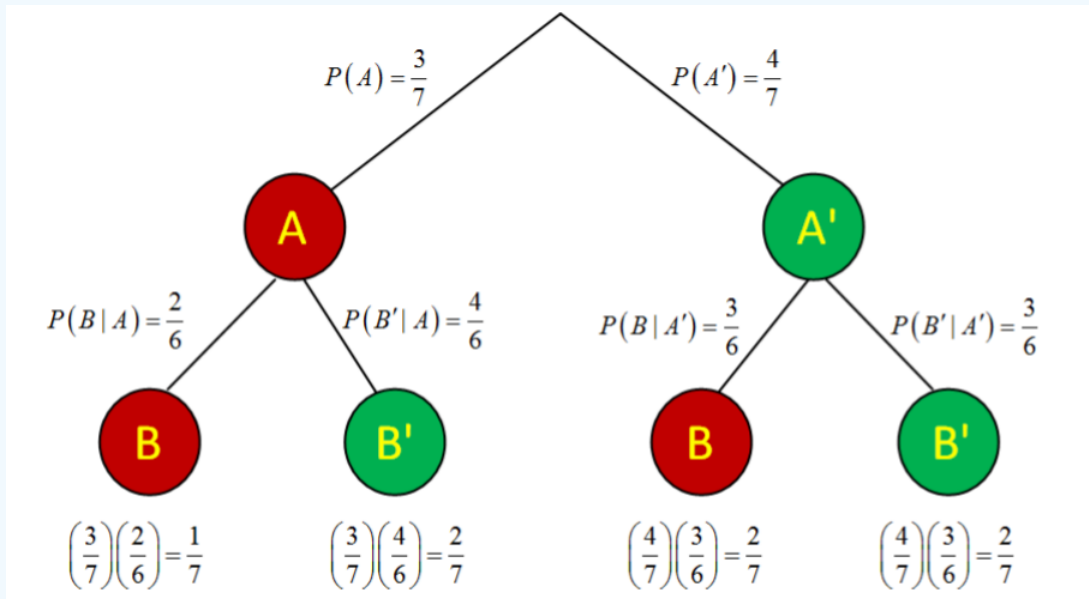 P(A) = 3/7 P(A') = 4/7
A A'
P(B|A) = 2/6 P(B'|A) = 4/6 P(B|A') = 3/6 P(B'|A') = 3/6
B B' B B'
(3/7)(2/6) = 1/7 (3/7)(4/6) = 2/7 (4/7)(3/6) = 2/7 (4/7)(3/6) = 2/7